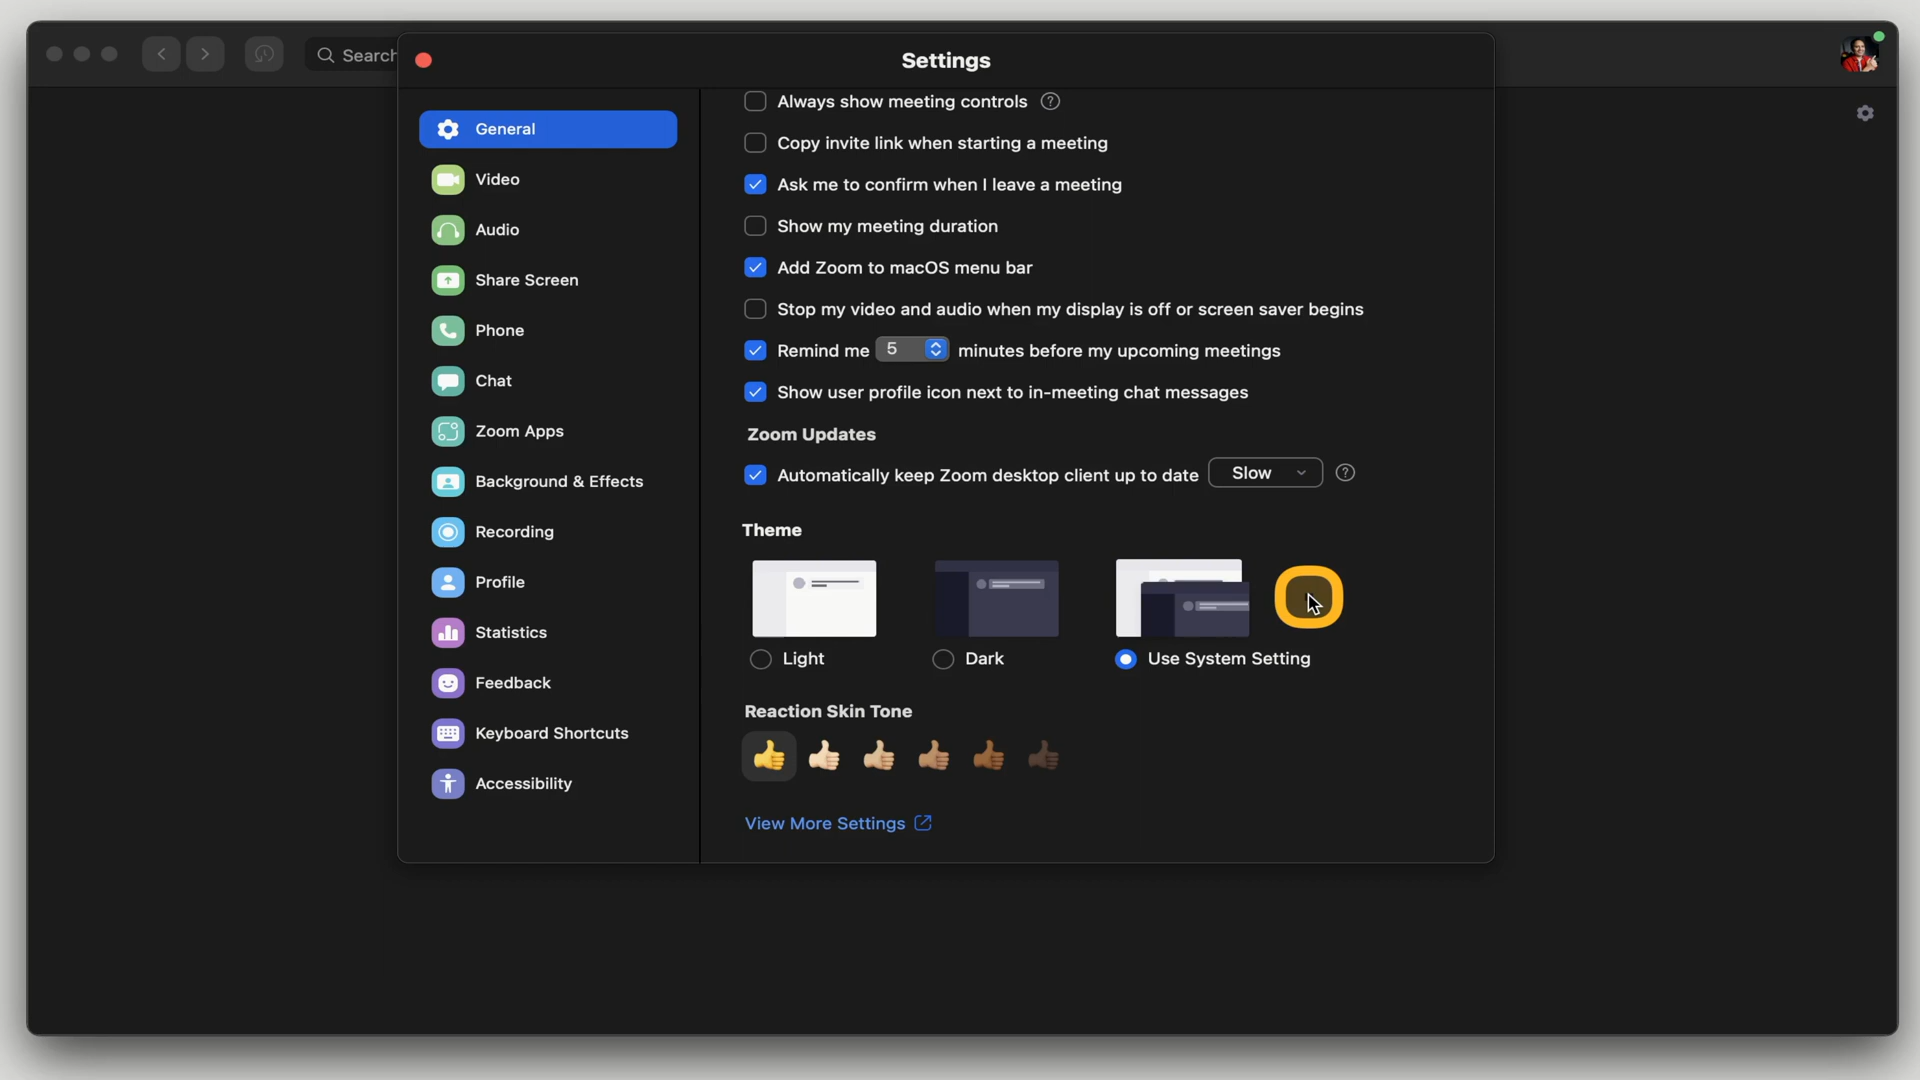 Search
Settings
General
Video
Audio
Share Screen
Phone
Chat
Zoom Apps
Background & Effects
Recording
Profile
Statistics
Feedback
Keyboard Shortcuts
Accessibility
Always show meeting controls ?
Copy invite link when starting a meeting
Ask me to confirm when I leave a meeting
Show my meeting duration
Add Zoom to macOS menu bar
Stop my video and audio when my display is off or screen saver begins
Remind me 5 minutes before my upcoming meetings
Show user profile icon next to in-meeting chat messages
Zoom Updates
Automatically keep Zoom desktop client up to date Slow ?
Theme
Light Dark Use System Setting
Reaction Skin Tone
View More Settings